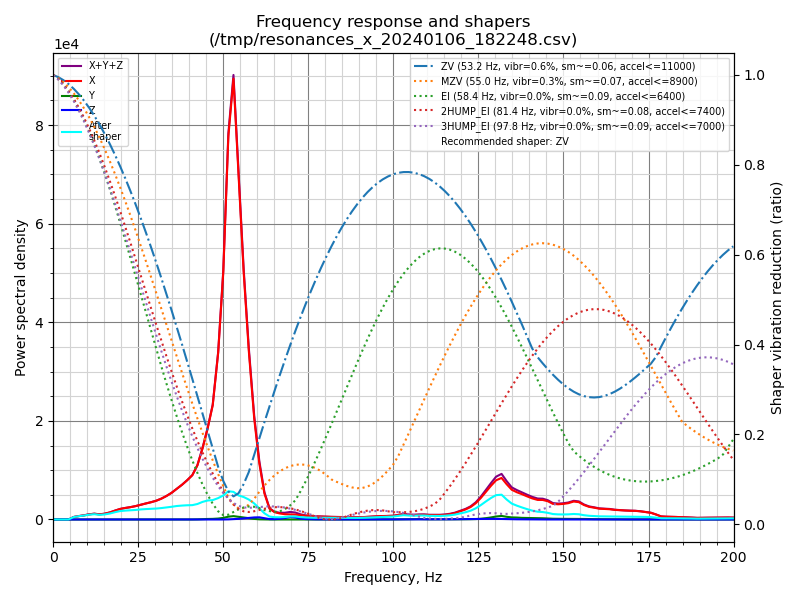 Frequency response and shapers
(/tmp/resonances_x_20240106_182248.csv)
1e4
X+Y+Z
X
Y
Z
After
shaper
ZV (53.2 Hz, vibr=0.6%, sm~=0.06, accel<=11000)
MZV (55.0 Hz, vibr=0.3%, sm~=0.07, accel<=8900)
EI (58.4 Hz, vibr=0.0%, sm~=0.09, accel<=6400)
2HUMP_EI (81.4 Hz, vibr=0.0%, sm~=0.08, accel<=7400)
3HUMP_EI (97.8 Hz, vibr=0.0%, sm~=0.09, accel<=7000)
Recommended shaper: ZV
Power spectral density
8
6
4
2
0
1.0
0.8
0.6
0.4
0.2
0.0
Shaper vibration reduction (ratio)
0 25 50 75 100 125 150 175 200
Frequency, Hz